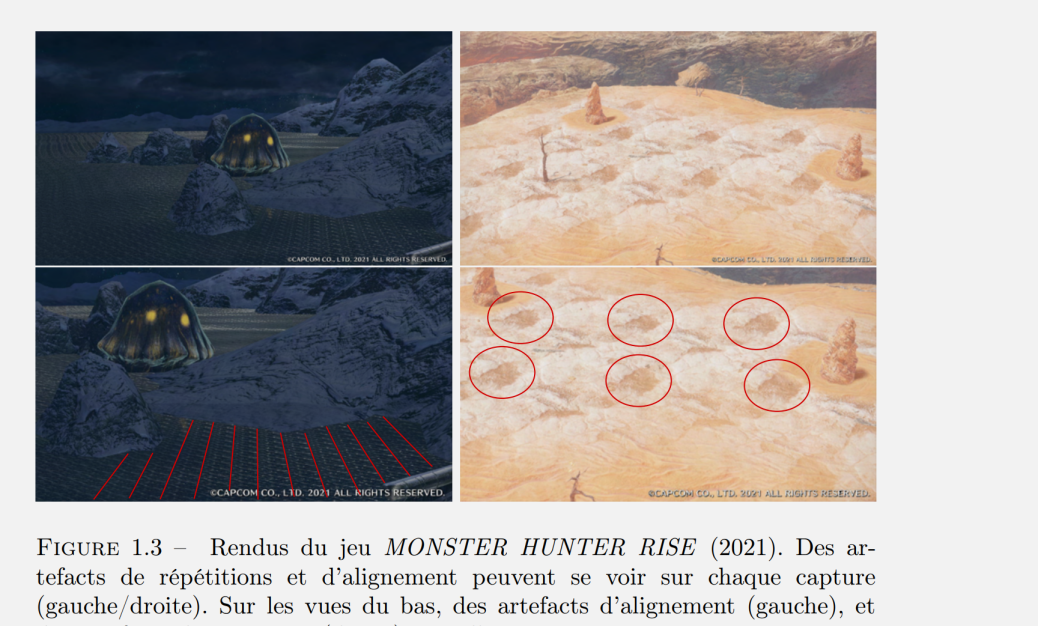 ©CAPCOM CO., LTD. 2021 ALL RIGHTS RESERVED.
©CAPCOM CO., LTD. 2021 ALL RIGHTS RESERVED.
©CAPCOM CO., LTD. 2021 ALL RIGHTS RESERVED.
©CAPCOM CO., LTD. 2021 ALL RIGHTS RESERVED.
FIGURE 1.3 – Rendus du jeu MONSTER HUNTER RISE (2021). Des ar-
tefacts de répétitions et d'alignement peuvent se voir sur chaque capture
(gauche/droite). Sur les vues du bas, des artefacts d'alignement (gauche), et